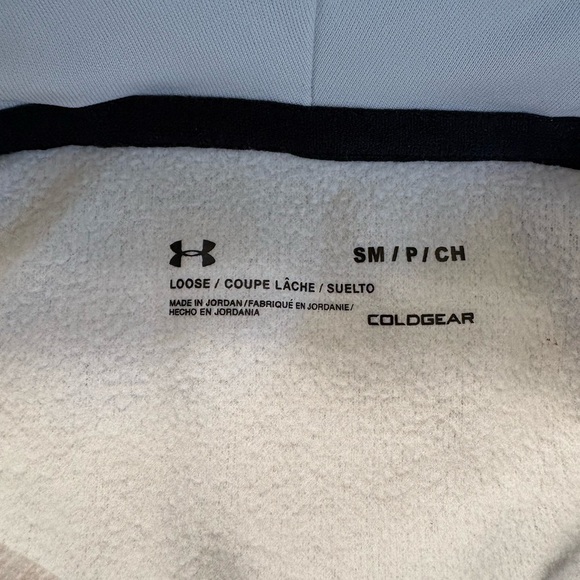 SM / P / CH
LOOSE / COUPE LÂCHE / SUELTO
MADE IN JORDAN / FABRIQUÉ EN JORDANIE /
HECHO EN JORDANIA
COLDGEAR